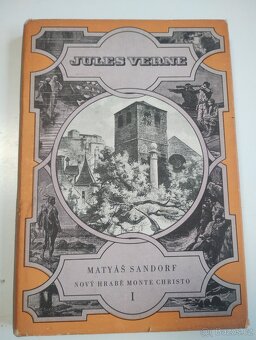 JULES VERNE
MATYÁŠ SANDORF
NOVÝ HRABĚ MONTE CHRISTO
I